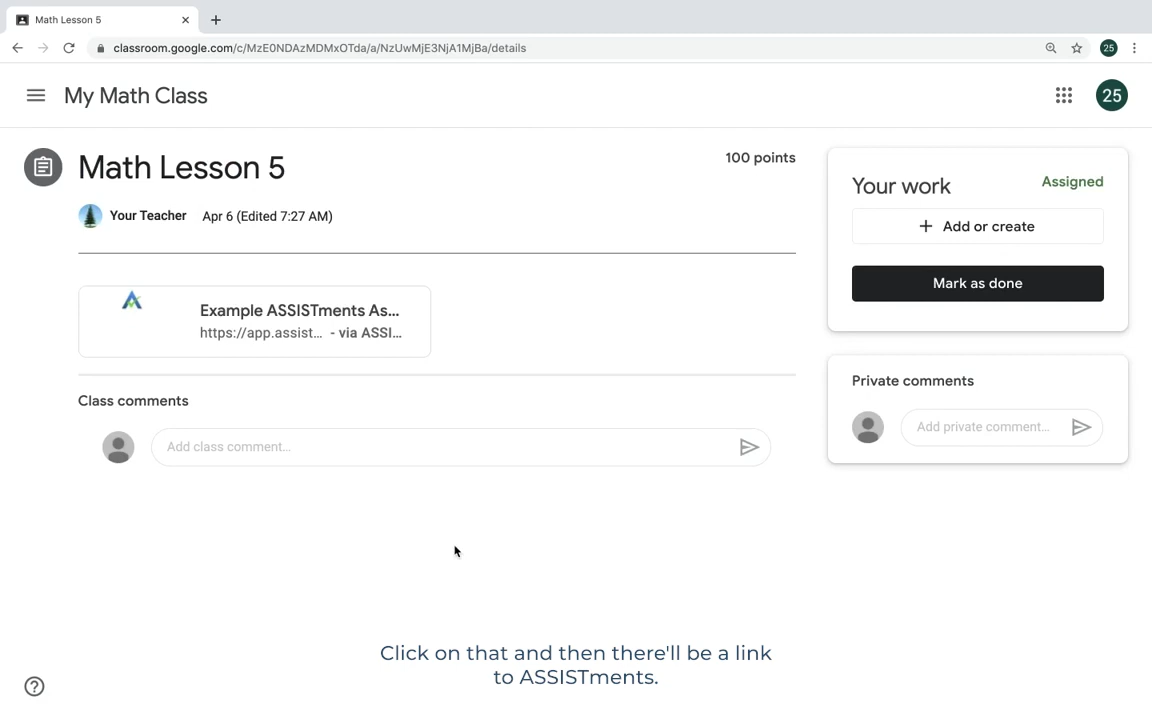 Math Lesson 5
classroom.google.com/c/MzE0NDAzMDMxOTda/a/NzUwMjE3NjA1MjBa/details
25
My Math Class
25
Math Lesson 5
100 points
Your Teacher Apr 6 (Edited 7:27 AM)
Example ASSISTments As...
https://app.assist... - via ASSI...
Class comments
Add class comment...
Your work
Assigned
+ Add or create
Mark as done
Private comments
Add private comment...
Click on that and then there'll be a link
to ASSISTments.